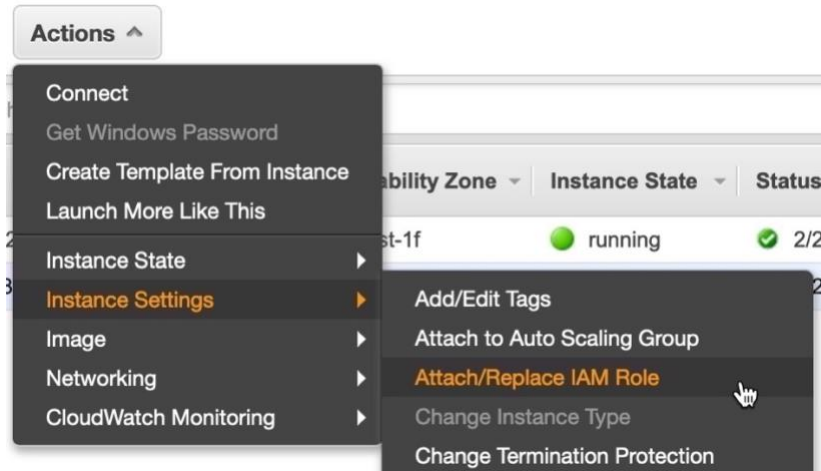 Actions
Connect
Get Windows Password
Create Template From Instance
Launch More Like This
ability Zone Instance State Status
st-1f running 2/2
Instance State
Instance Settings
Image
Networking
CloudWatch Monitoring
Add/Edit Tags
Attach to Auto Scaling Group
Attach/Replace IAM Role
Change Instance Type
Change Termination Protection